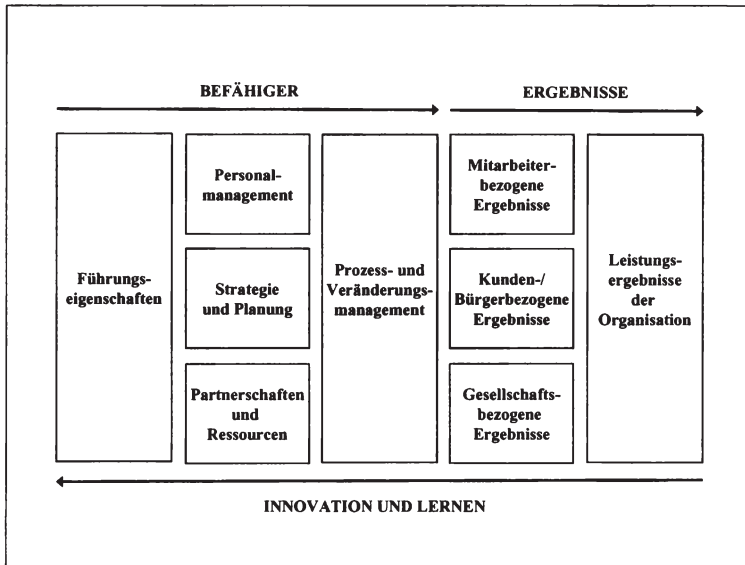 BEFÄHIGER
ERGEBNISSE
Führungs-
eigenschaften
Personal-
management
Strategie
und Planung
Partnerschaften
und
Ressourcen
Prozess- und
Veränderungs-
management
Mitarbeiter-
bezogene
Ergebnisse
Kunden-/
Bürgerbezogene
Ergebnisse
Gesellschafts-
bezogene
Ergebnisse
Leistungs-
ergebnisse
der
Organisation
INNOVATION UND LERNEN